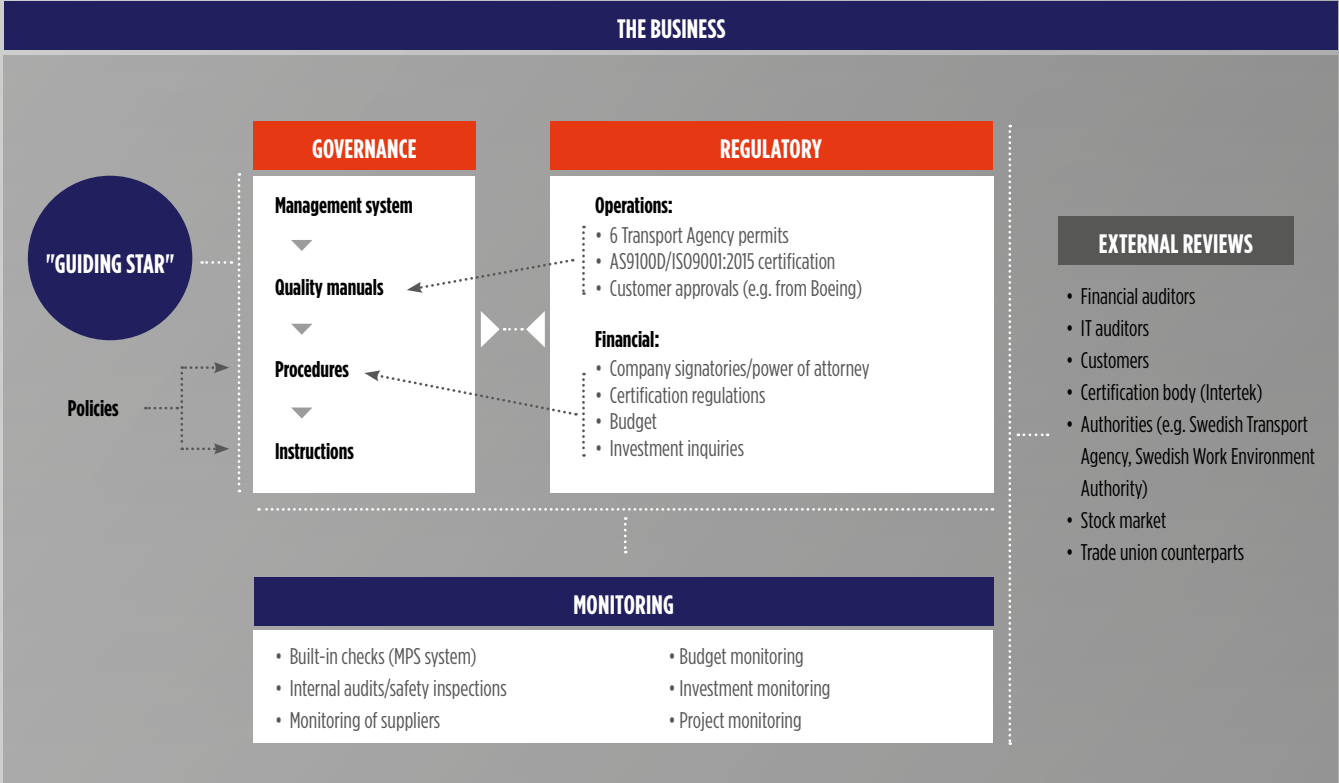 THE BUSINESS
"GUIDING STAR"
Policies
GOVERNANCE
Management system
Quality manuals
Procedures
Instructions
REGULATORY
Operations:
• 6 Transport Agency permits
• AS9100D/ISO9001:2015 certification
• Customer approvals (e.g. from Boeing)
Financial:
• Company signatories/power of attorney
• Certification regulations
• Budget
• Investment inquiries
EXTERNAL REVIEWS
• Financial auditors
• IT auditors
• Customers
• Certification body (Intertek)
• Authorities (e.g. Swedish Transport
Agency, Swedish Work Environment
Authority)
• Stock market
• Trade union counterparts
MONITORING
• Built-in checks (MPS system)
• Internal audits/safety inspections
• Monitoring of suppliers
• Budget monitoring
• Investment monitoring
• Project monitoring